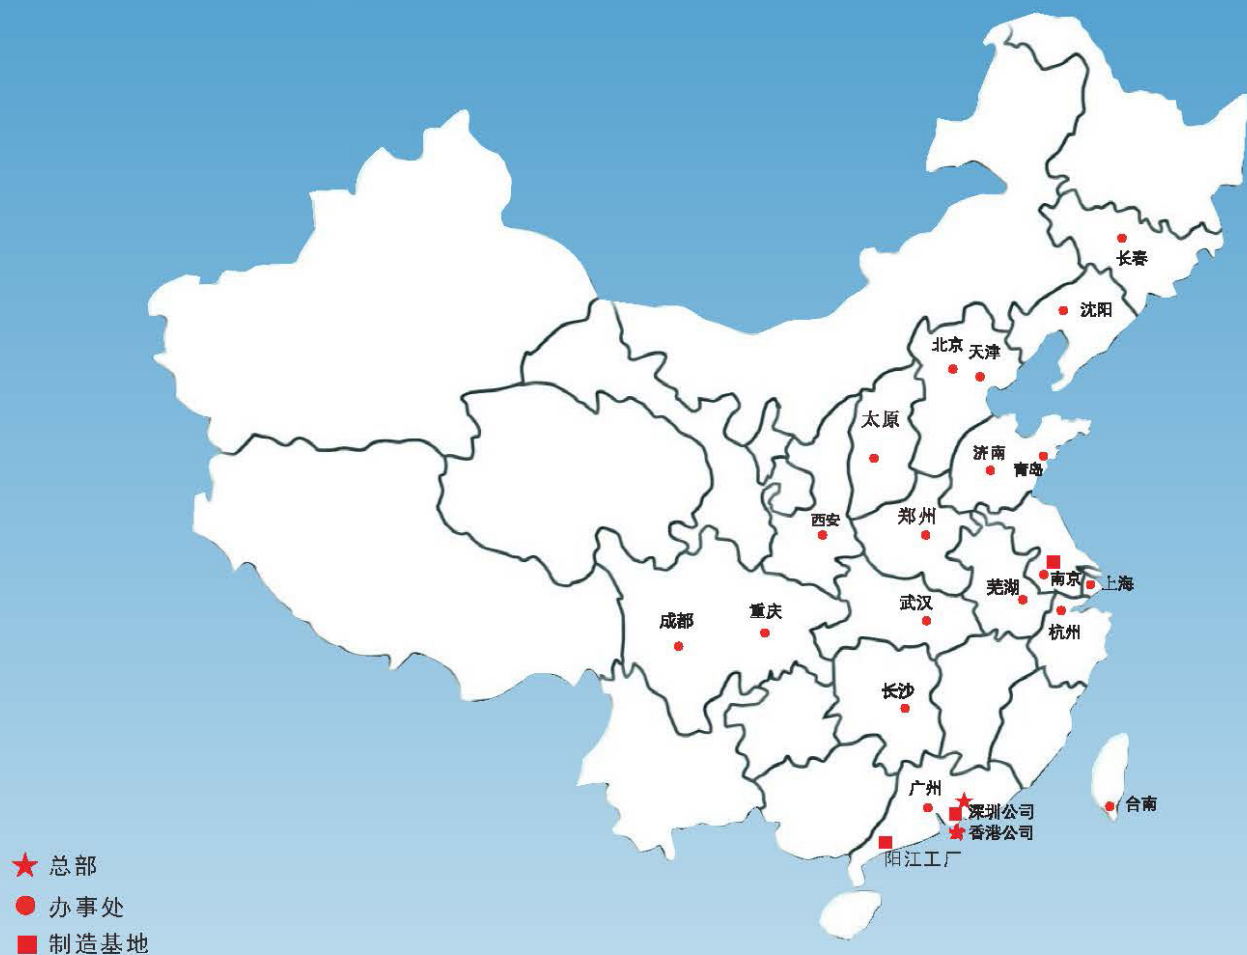 长春
沈阳
北京
天津
太原
济南
青岛
西安
郑州
南京
上海
芜湖
武汉
杭州
成都
重庆
长沙
广州
深圳公司
香港公司
台南
阳江工厂
总部
办事处
制造基地